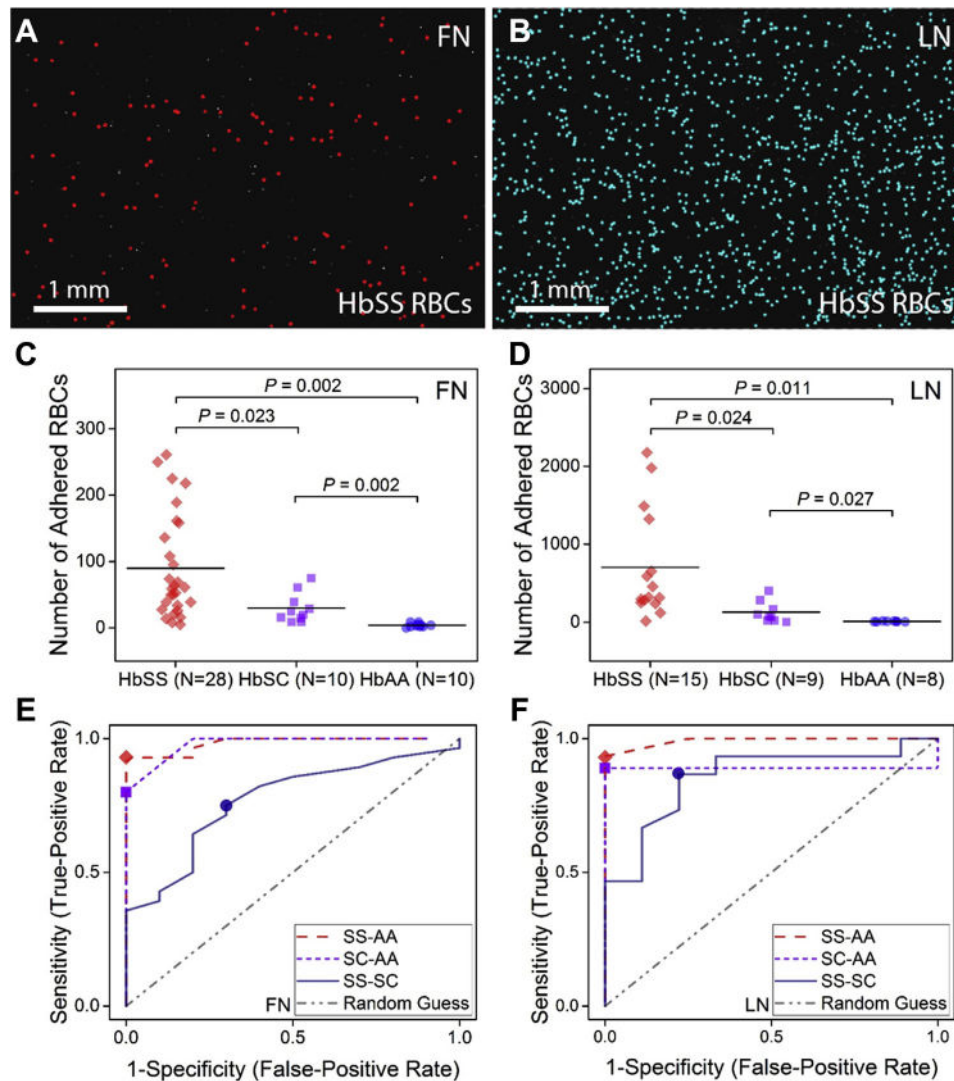 A
FN
1 mm
HbSS RBCs
B
LN
1 mm
HbSS RBCs
C
FN
Number of Adhered RBCs
300
200
100
0
P = 0.002
P = 0.023
P = 0.002
HbSS (N=28) HbSC (N=10) HbAA (N=10)
D
LN
Number of Adhered RBCs
3000
2000
1000
0
P = 0.011
P = 0.024
P = 0.027
HbSS (N=15) HbSC (N=9) HbAA (N=8)
E
Sensitivity (True-Positive Rate)
1.0
0.5
0.0
SS-AA
SC-AA
SS-SC
Random Guess
FN
0.0 0.5 1.0
1-Specificity (False-Positive Rate)
F
Sensitivity (True-Positive Rate)
1.0
0.5
0.0
SS-AA
SC-AA
SS-SC
Random Guess
LN
0.0 0.5 1.0
1-Specificity (False-Positive Rate)